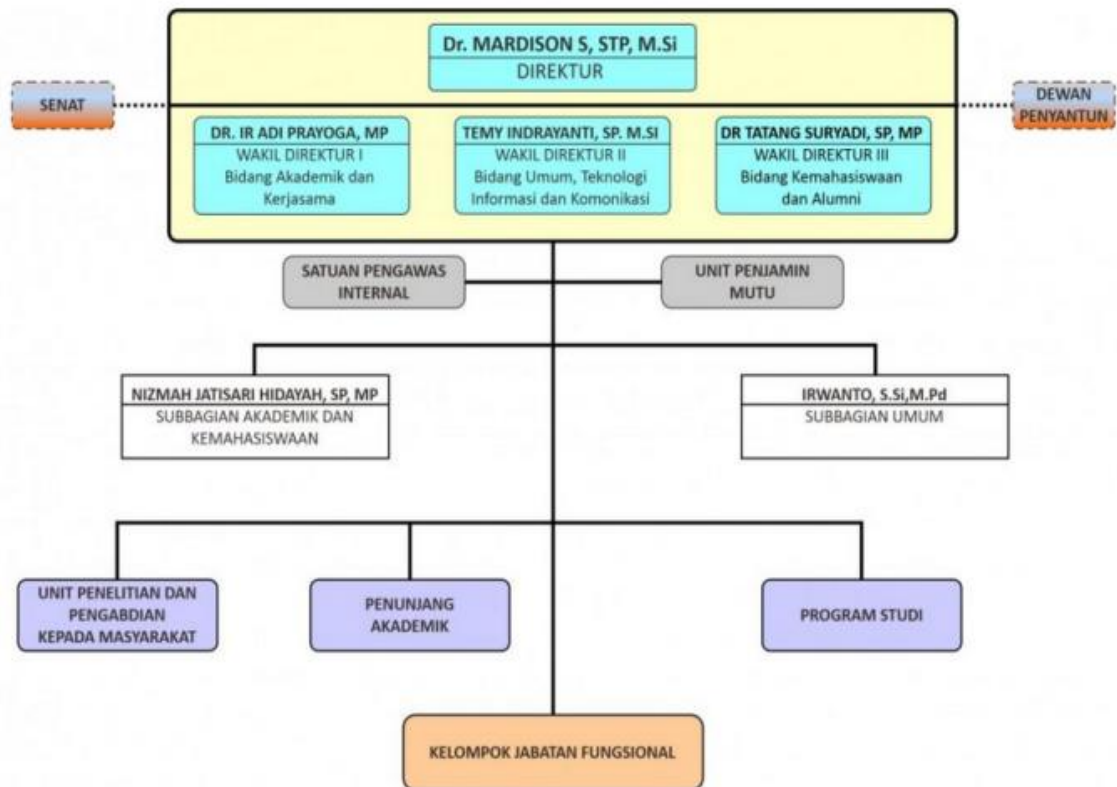 Dr. MARDISON S, STP, M.Si
DIREKTUR
SENAT
DEWAN
PENYANTUN
DR. IR ADI PRAYOGA, MP
WAKIL DIREKTUR I
Bidang Akademik dan
Kerjasama
TEMY INDRAYANTI, SP. M.SI
WAKIL DIREKTUR II
Bidang Umum, Teknologi
Informasi dan Komonikasi
DR TATANG SURYADI, SP, MP
WAKIL DIREKTUR III
Bidang Kemahasiswaan
dan Alumni
SATUAN PENGAWAS
INTERNAL
UNIT PENJAMIN
MUTU
NIZMAH JATISARI HIDAYAH, SP, MP
SUBBAGIAN AKADEMIK DAN
KEMAHASISWAAN
IRWANTO, S.Si,M.Pd
SUBBAGIAN UMUM
UNIT PENELITIAN DAN
PENGABDIAN
KEPADA MASYARAKAT
PENUNJANG
AKADEMIK
PROGRAM STUDI
KELOMPOK JABATAN FUNGSIONAL